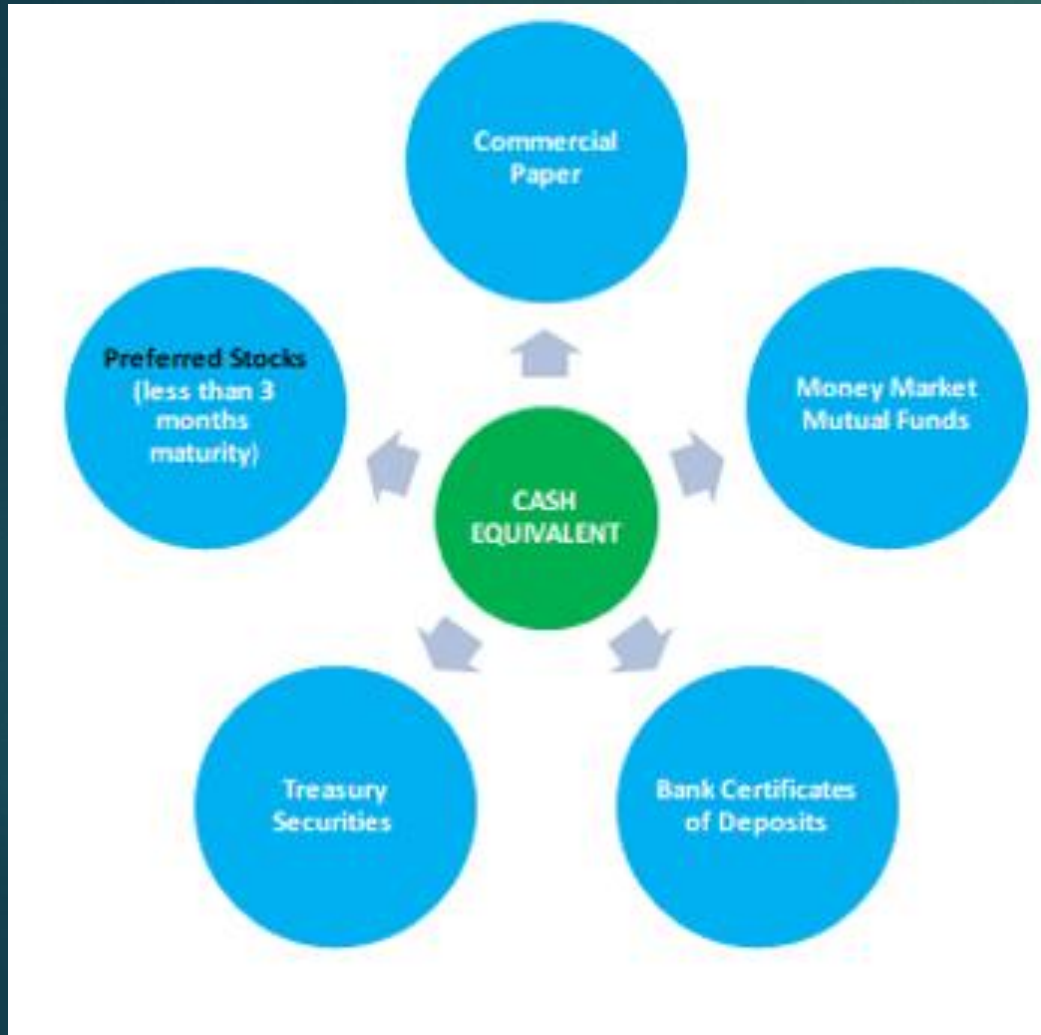 Commercial
Paper
Preferred Stocks
(less than 3
months
maturity)
Money Market
Mutual Funds
CASH
EQUIVALENT
Treasury
Securities
Bank Certificates
of Deposits